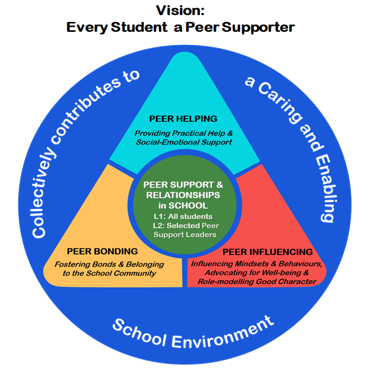 Vision:
Every Student a Peer Supporter
Collectively contributes to
a Caring and Enabling
School Environment
PEER HELPING
Providing Practical Help &
Social-Emotional Support
PEER SUPPORT &
RELATIONSHIPS
in SCHOOL
L1: All students
L2: Selected Peer
Support Leaders
PEER BONDING
Fostering Bonds & Belonging
to the School Community
PEER INFLUENCING
Influencing Mindsets & Behaviours,
Advocating for Well-being &
Role-modelling Good Character